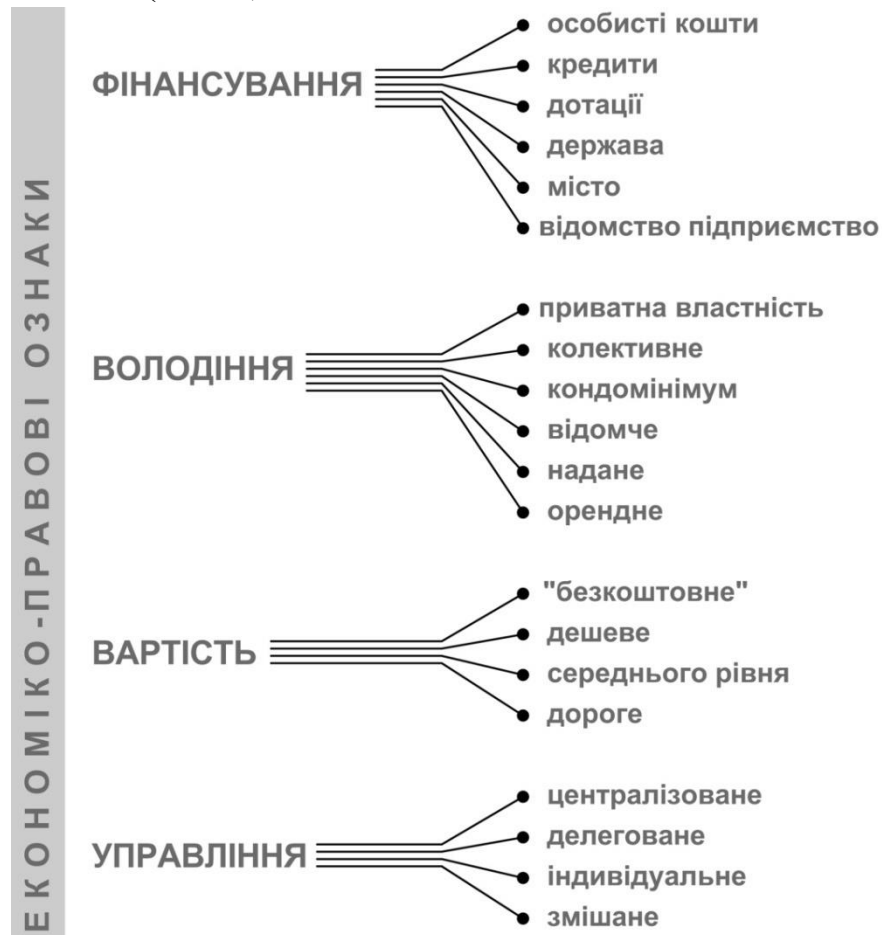 ЕКОНОМІКО-ПРАВОВІ ОЗНАКИ
ФІНАНСУВАННЯ
особисті кошти
кредити
дотації
держава
місто
відомство підприємство
ВОЛОДІННЯ
приватна властність
колективне
кондомінімум
відомче
надане
орендне
ВАРТІСТЬ
"безкоштовне"
дешеве
середнього рівня
дороге
УПРАВЛІННЯ
централізоване
делеговане
індивідуальне
змішане